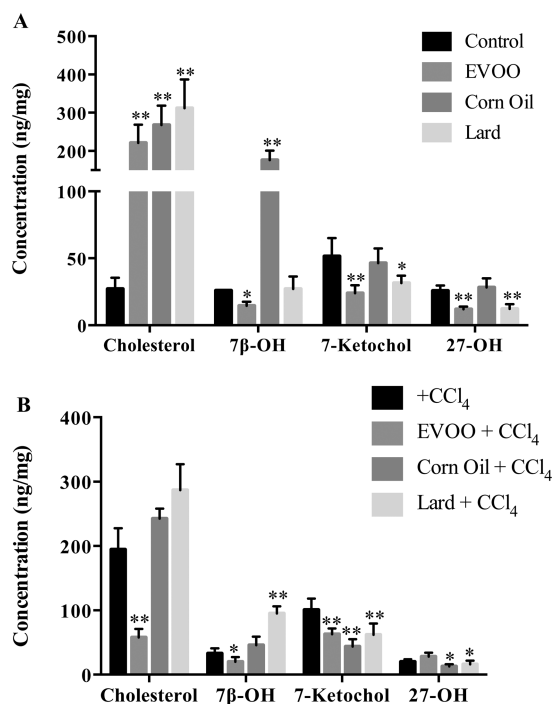 A
Concentration (ng/mg)
500
400
300
200
100
50
0
Control
EVOO
Corn Oil
Lard
**
**
**
*
**
**
*
**
**
Cholesterol
7β-OH
7-Ketochol
27-OH
B
Concentration (ng/mg)
400
300
200
100
0
+CCl4
EVOO + CCl4
Corn Oil + CCl4
Lard + CCl4
**
*
**
**
**
**
*
*
Cholesterol
7β-OH
7-Ketochol
27-OH